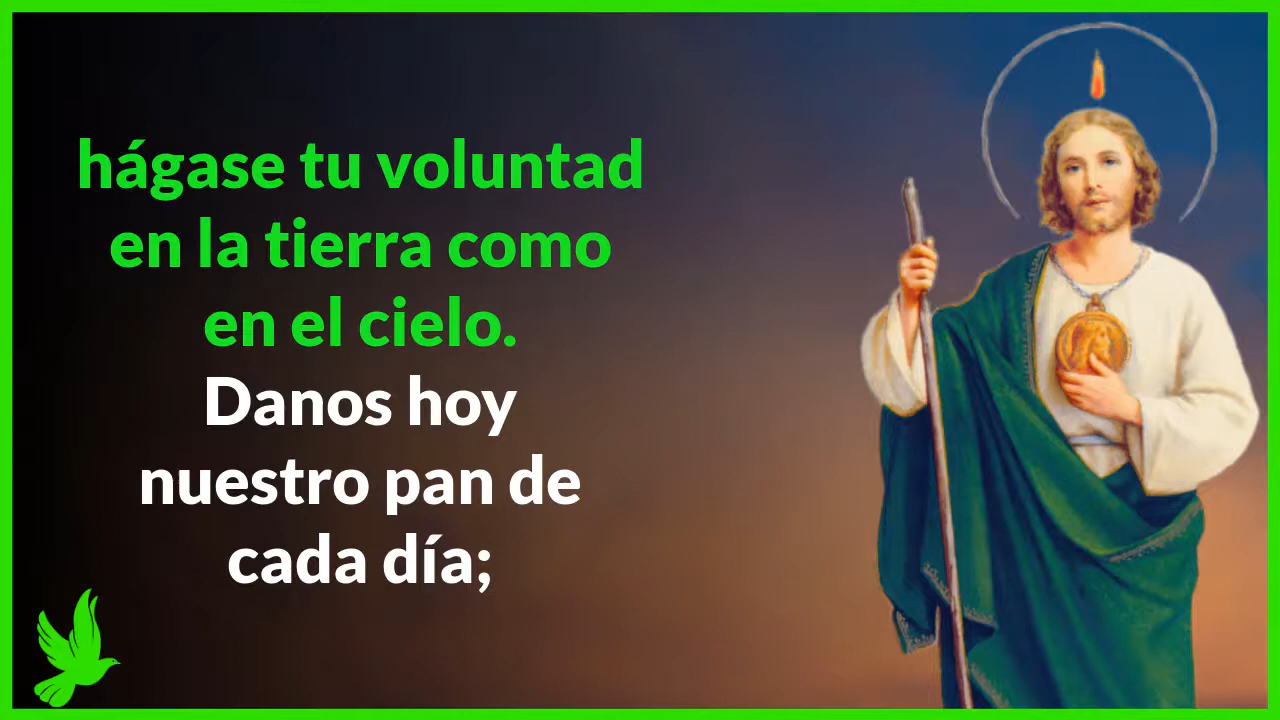 hágase tu voluntad
en la tierra como
en el cielo.
Danos hoy
nuestro pan de
cada día;